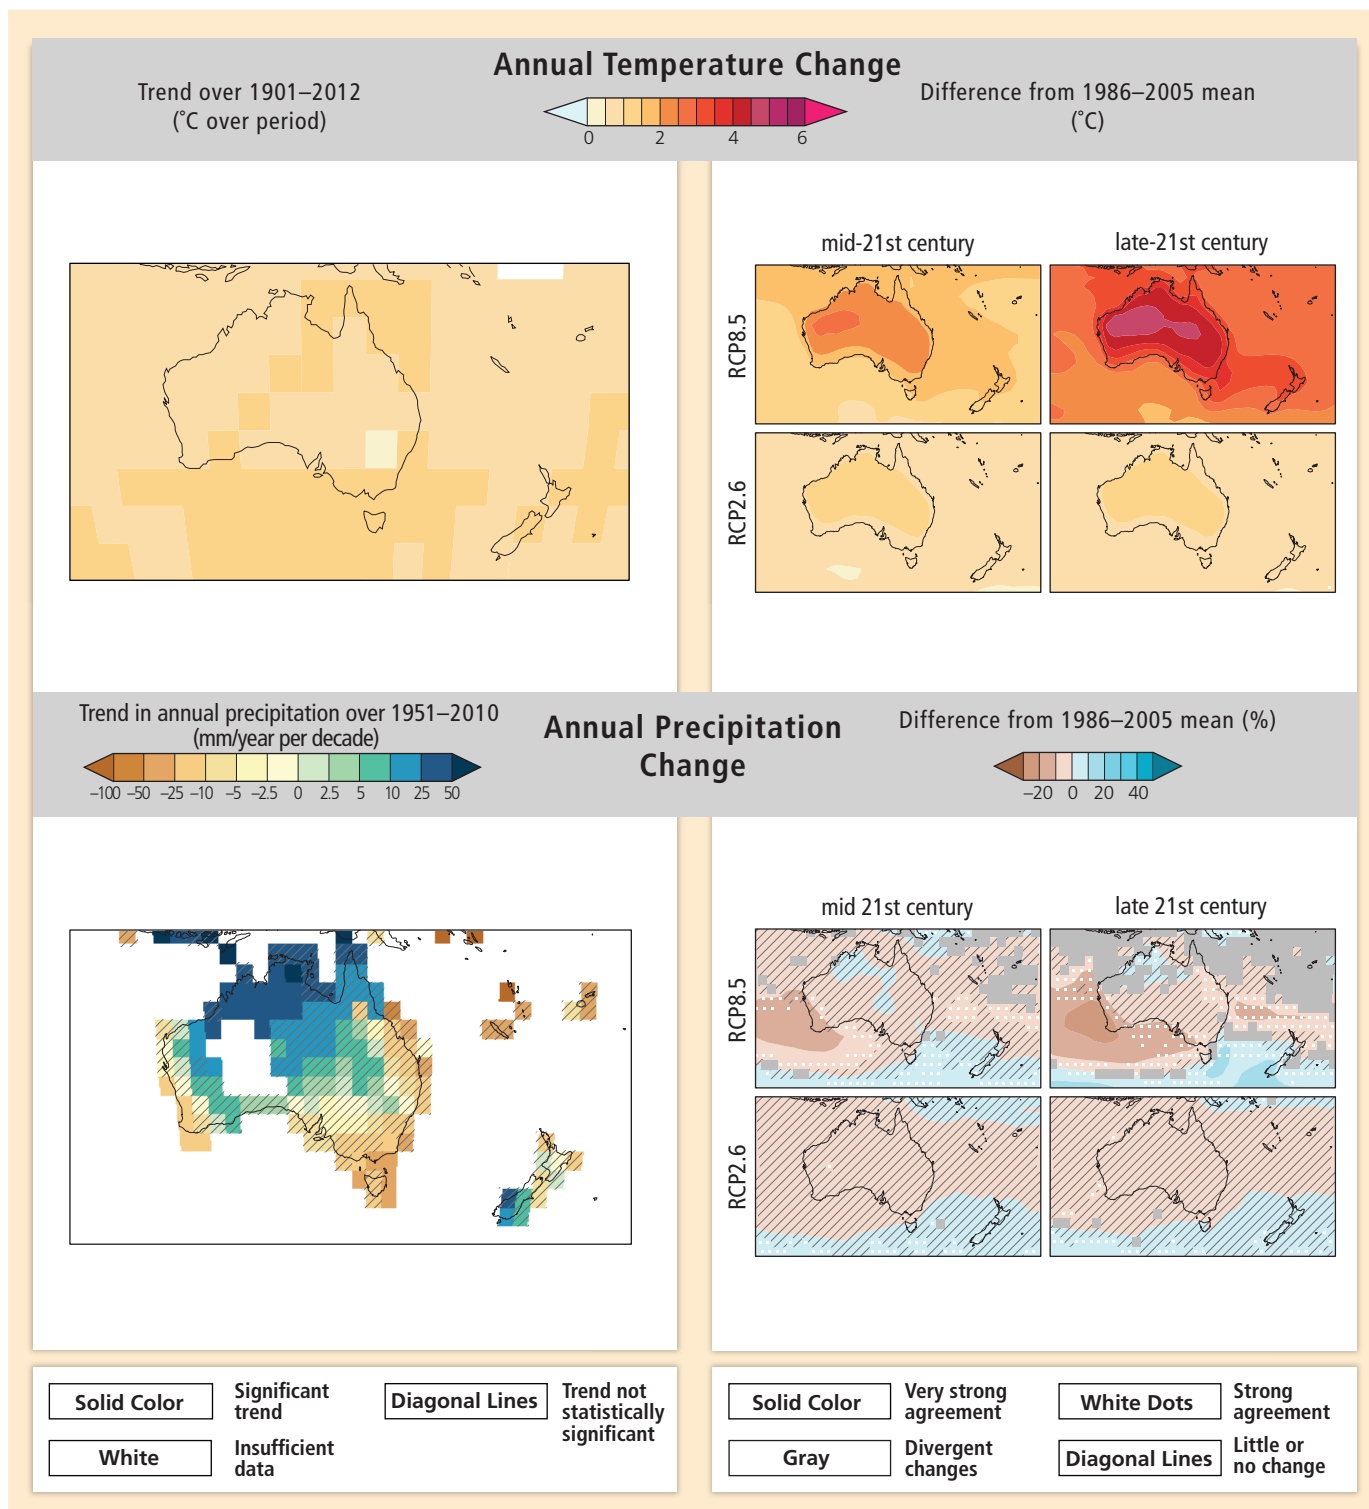 Annual Temperature Change
Trend over 1901–2012
(˚C over period)
0 2 4 6
Difference from 1986–2005 mean
(˚C)
mid-21st century
late-21st century
RCP8.5
RCP2.6
Trend in annual precipitation over 1951–2010
(mm/year per decade)
–100 –50 –25 –10 –5 –2.5 0 2.5 5 10 25 50
Annual Precipitation
Change
Difference from 1986–2005 mean (%)
–20 0 20 40
mid 21st century
late 21st century
RCP8.5
RCP2.6
Solid Color
Significant
trend
Diagonal Lines
Trend not
statistically
significant
White
Insufficient
data
Solid Color
Very strong
agreement
White Dots
Strong
agreement
Gray
Divergent
changes
Diagonal Lines
Little or
no change